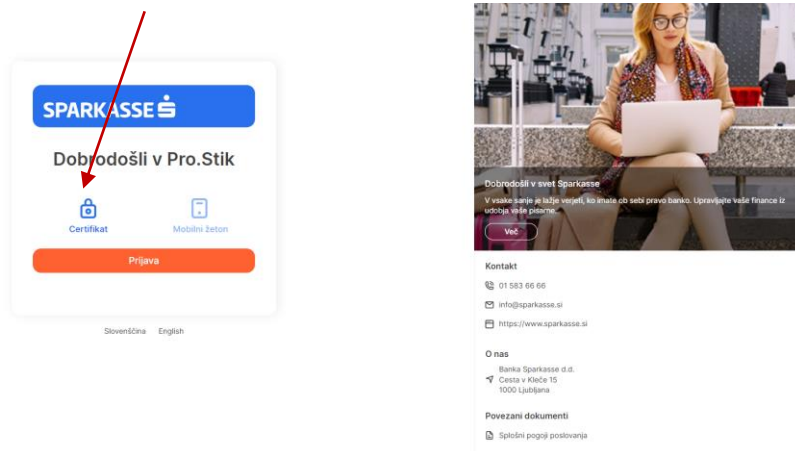 SPARKASSE
Dobrodošli v Pro.Stik
Certifikat
Mobilni žeton
Prijava
Slovenščina English
Dobrodošli v svet Sparkasse
V vsake sanje je lažje verjeti, ko imate ob sebi pravo banko. Upravljajte vaše finance iz
udobja vaše pisarne.
Več
Kontakt
01 583 66 66
info@sparkasse.si
https://www.sparkasse.si
O nas
Banka Sparkasse d.d.
Cesta v Kleče 15
1000 Ljubljana
Povezani dokumenti
Splošni pogoji poslovanja